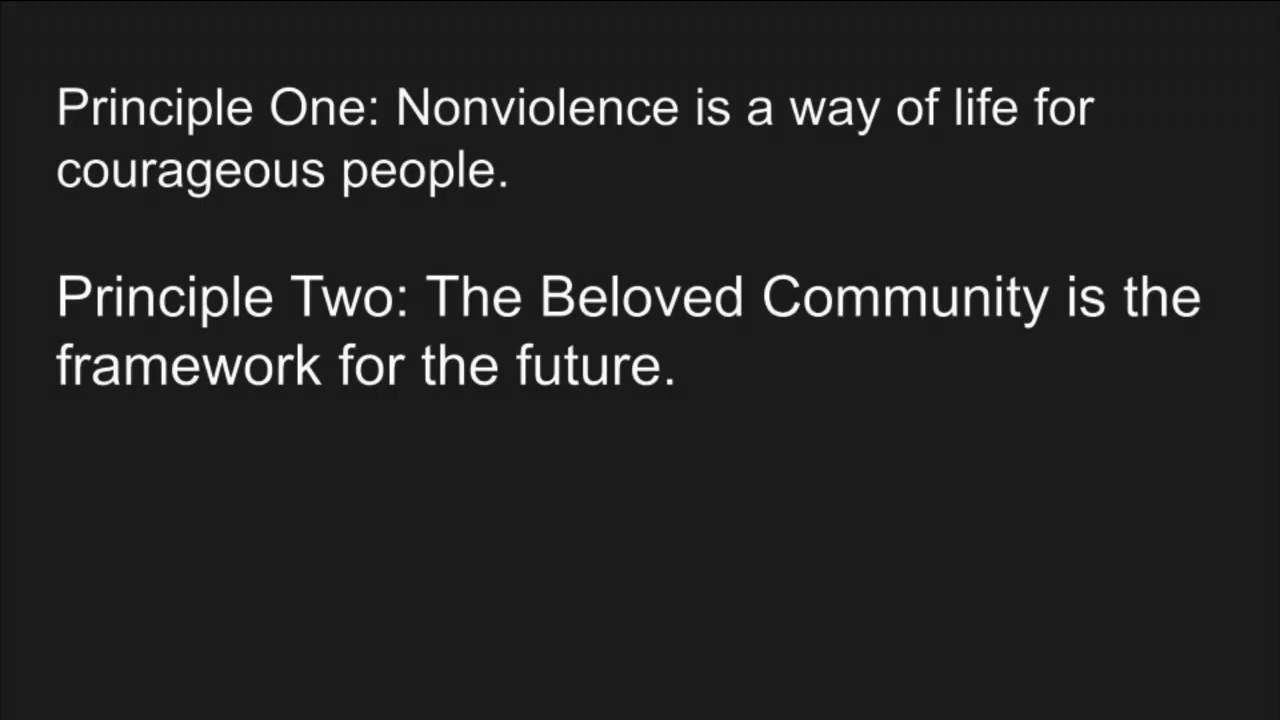 Principle One: Nonviolence is a way of life for
courageous people.
Principle Two: The Beloved Community is the
framework for the future.